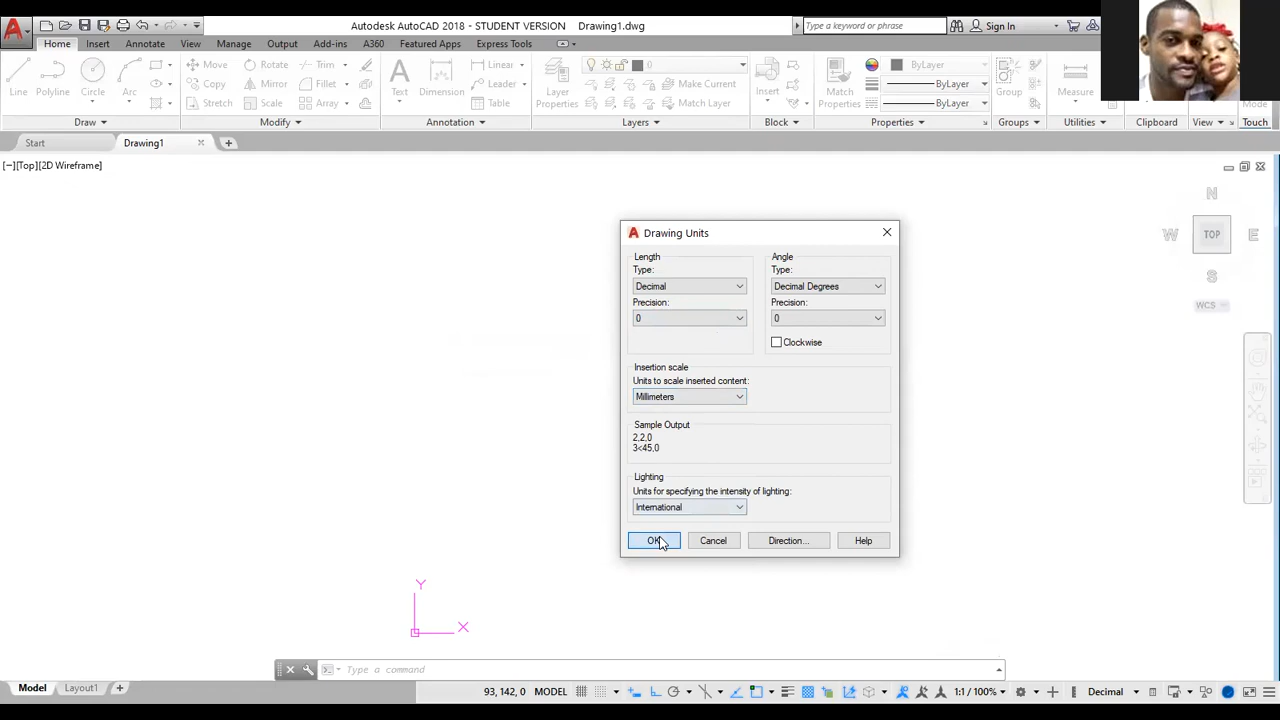 Autodesk AutoCAD 2018 - STUDENT VERSION Drawing1.dwg
Type a keyword or phrase
Sign In
Home Insert Annotate View Manage Output Add-ins A360 Featured Apps Express Tools
Line Polyline Circle Arc
Move Rotate Trim
Copy Mirror Fillet
Stretch Scale Array
Text Dimension
Linear
Leader
Table
Layer Properties
0
Make Current
Match Layer
Insert
Match Properties
ByLayer
ByLayer
ByLayer
Group
Measure
Mode
Draw Modify Annotation Layers Block Properties Groups Utilities Clipboard View Touch
Start Drawing1
[−][Top][2D Wireframe]
N
W TOP E
S
WCS
Drawing Units
Length
Type:
Decimal
Precision:
0
Angle
Type:
Decimal Degrees
Precision:
0
Clockwise
Insertion scale
Units to scale inserted content:
Millimeters
Sample Output
2,2,0
3<45,0
Lighting
Units for specifying the intensity of lighting:
International
OK Cancel Direction... Help
Y
X
Type a command
Model Layout1
93, 142, 0 MODEL 1:1 / 100% Decimal